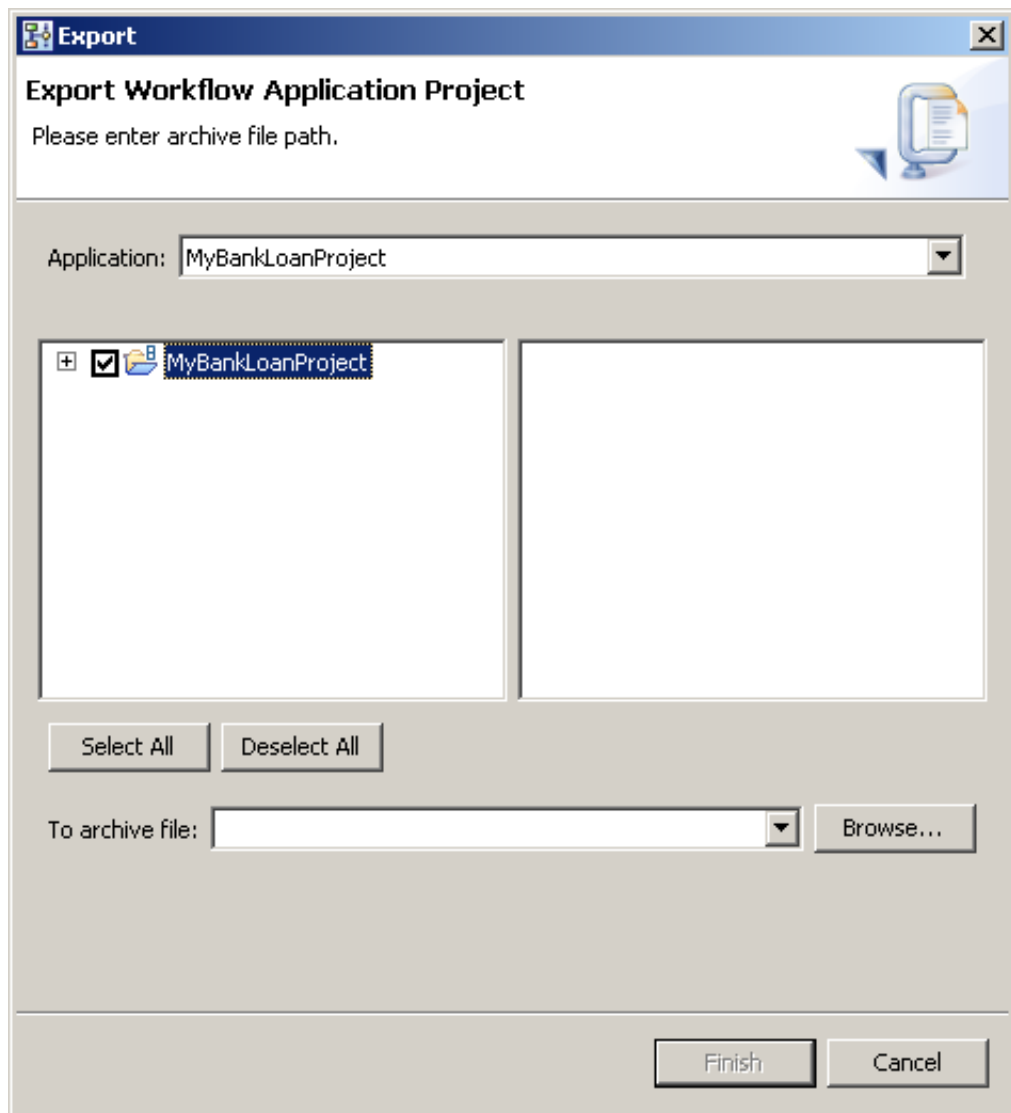 Export
Export Workflow Application Project
Please enter archive file path.
Application: MyBankLoanProject
MyBankLoanProject
Select All Deselect All
To archive file: Browse...
Finish Cancel